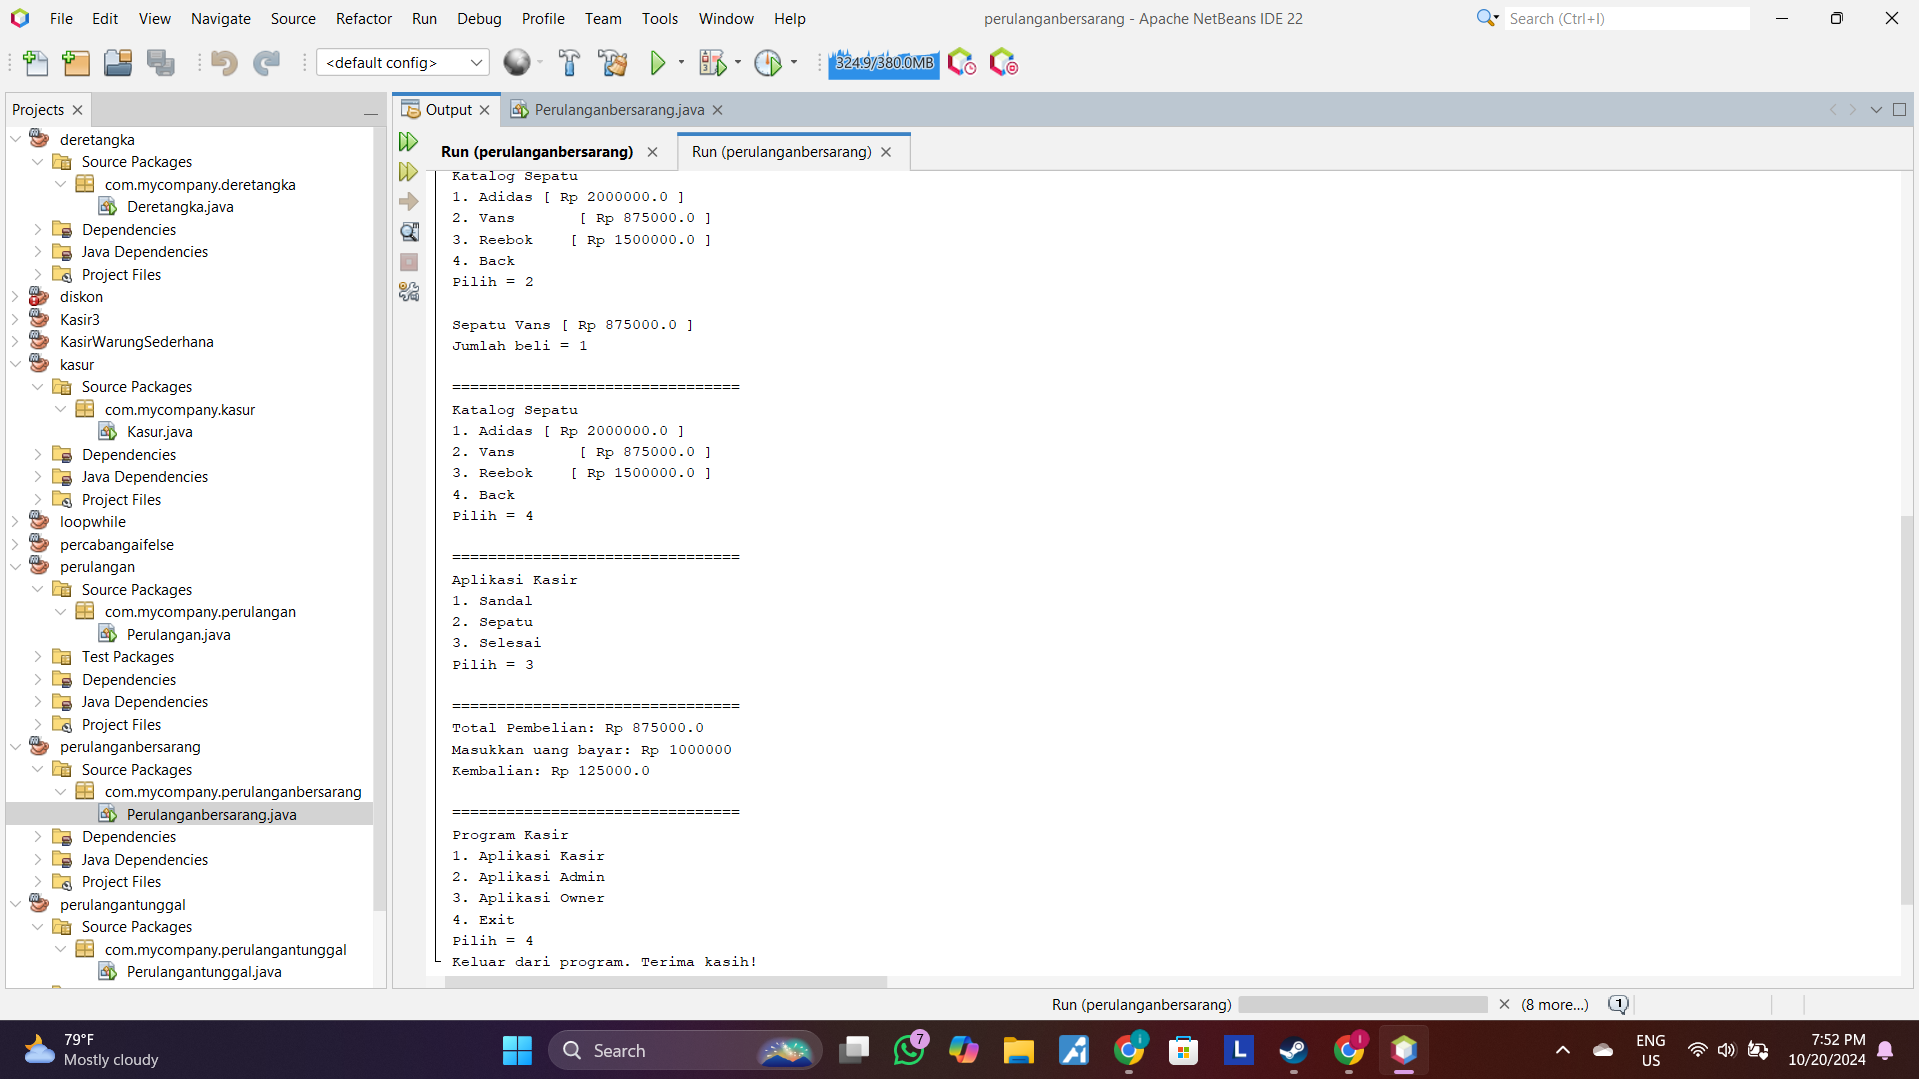 File Edit View Navigate Source Refactor Run Debug Profile Team Tools Window Help
perulanganbersarang - Apache NetBeans IDE 22
Search (Ctrl+I)
<default config>
324.9/380.0MB
Projects
deretangka
Source Packages
com.mycompany.deretangka
Deretangka.java
Dependencies
Java Dependencies
Project Files
diskon
Kasir3
KasirWarungSederhana
kasur
Source Packages
com.mycompany.kasur
Kasur.java
Dependencies
Java Dependencies
Project Files
loopwhile
percabangaifelse
perulangan
Source Packages
com.mycompany.perulangan
Perulangan.java
Test Packages
Dependencies
Java Dependencies
Project Files
perulanganbersarang
Source Packages
com.mycompany.perulanganbersarang
Perulanganbersarang.java
Dependencies
Java Dependencies
Project Files
perulangantunggal
Source Packages
com.mycompany.perulangantunggal
Perulangantunggal.java
Output
Perulanganbersarang.java
Run (perulanganbersarang)
Run (perulanganbersarang)
Katalog Sepatu
1. Adidas [ Rp 2000000.0 ]
2. Vans [ Rp 875000.0 ]
3. Reebok [ Rp 1500000.0 ]
4. Back
Pilih = 2
Sepatu Vans [ Rp 875000.0 ]
Jumlah beli = 1
================================
Katalog Sepatu
1. Adidas [ Rp 2000000.0 ]
2. Vans [ Rp 875000.0 ]
3. Reebok [ Rp 1500000.0 ]
4. Back
Pilih = 4
================================
Aplikasi Kasir
1. Sandal
2. Sepatu
3. Selesai
Pilih = 3
================================
Total Pembelian: Rp 875000.0
Masukkan uang bayar: Rp 1000000
Kembalian: Rp 125000.0
================================
Program Kasir
1. Aplikasi Kasir
2. Aplikasi Admin
3. Aplikasi Owner
4. Exit
Pilih = 4
Keluar dari program. Terima kasih!
Run (perulanganbersarang)
(8 more...)
1
79°F
Mostly cloudy
Search
7
L
ENG
US
7:52 PM
10/20/2024